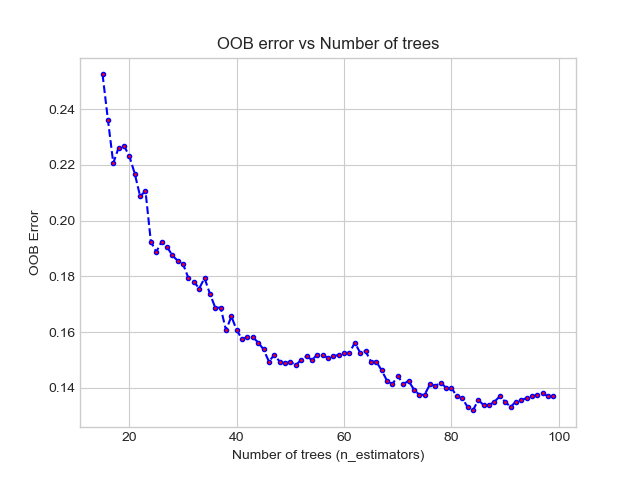 OOB error vs Number of trees
OOB Error
0.24
0.22
0.20
0.18
0.16
0.14
20 40 60 80 100
Number of trees (n_estimators)